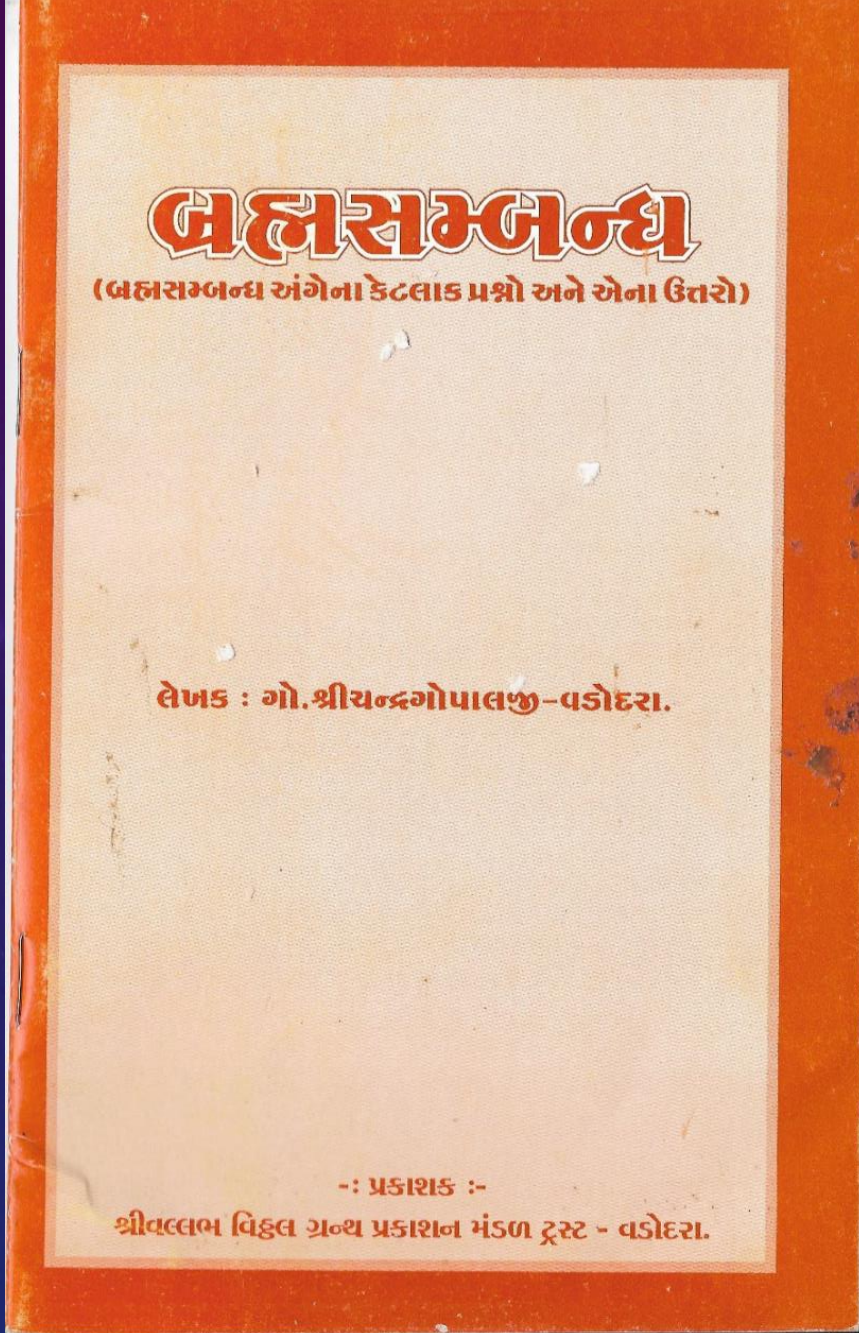 બ્રહ્મસમ્બન્ધ
(બ્રહ્મસમ્બન્ધ અંગેના કેટલાક પ્રશ્નો અને એના ઉત્તરો)
લેખક : ગો.શ્રીચન્દ્રગોપાલજી-વડોદરા.
-: પ્રકાશક :-
શ્રીવલ્લભ વિઠ્ઠલ ગ્રન્થ પ્રકાશન મંડળ ટ્રસ્ટ - વડોદરા.